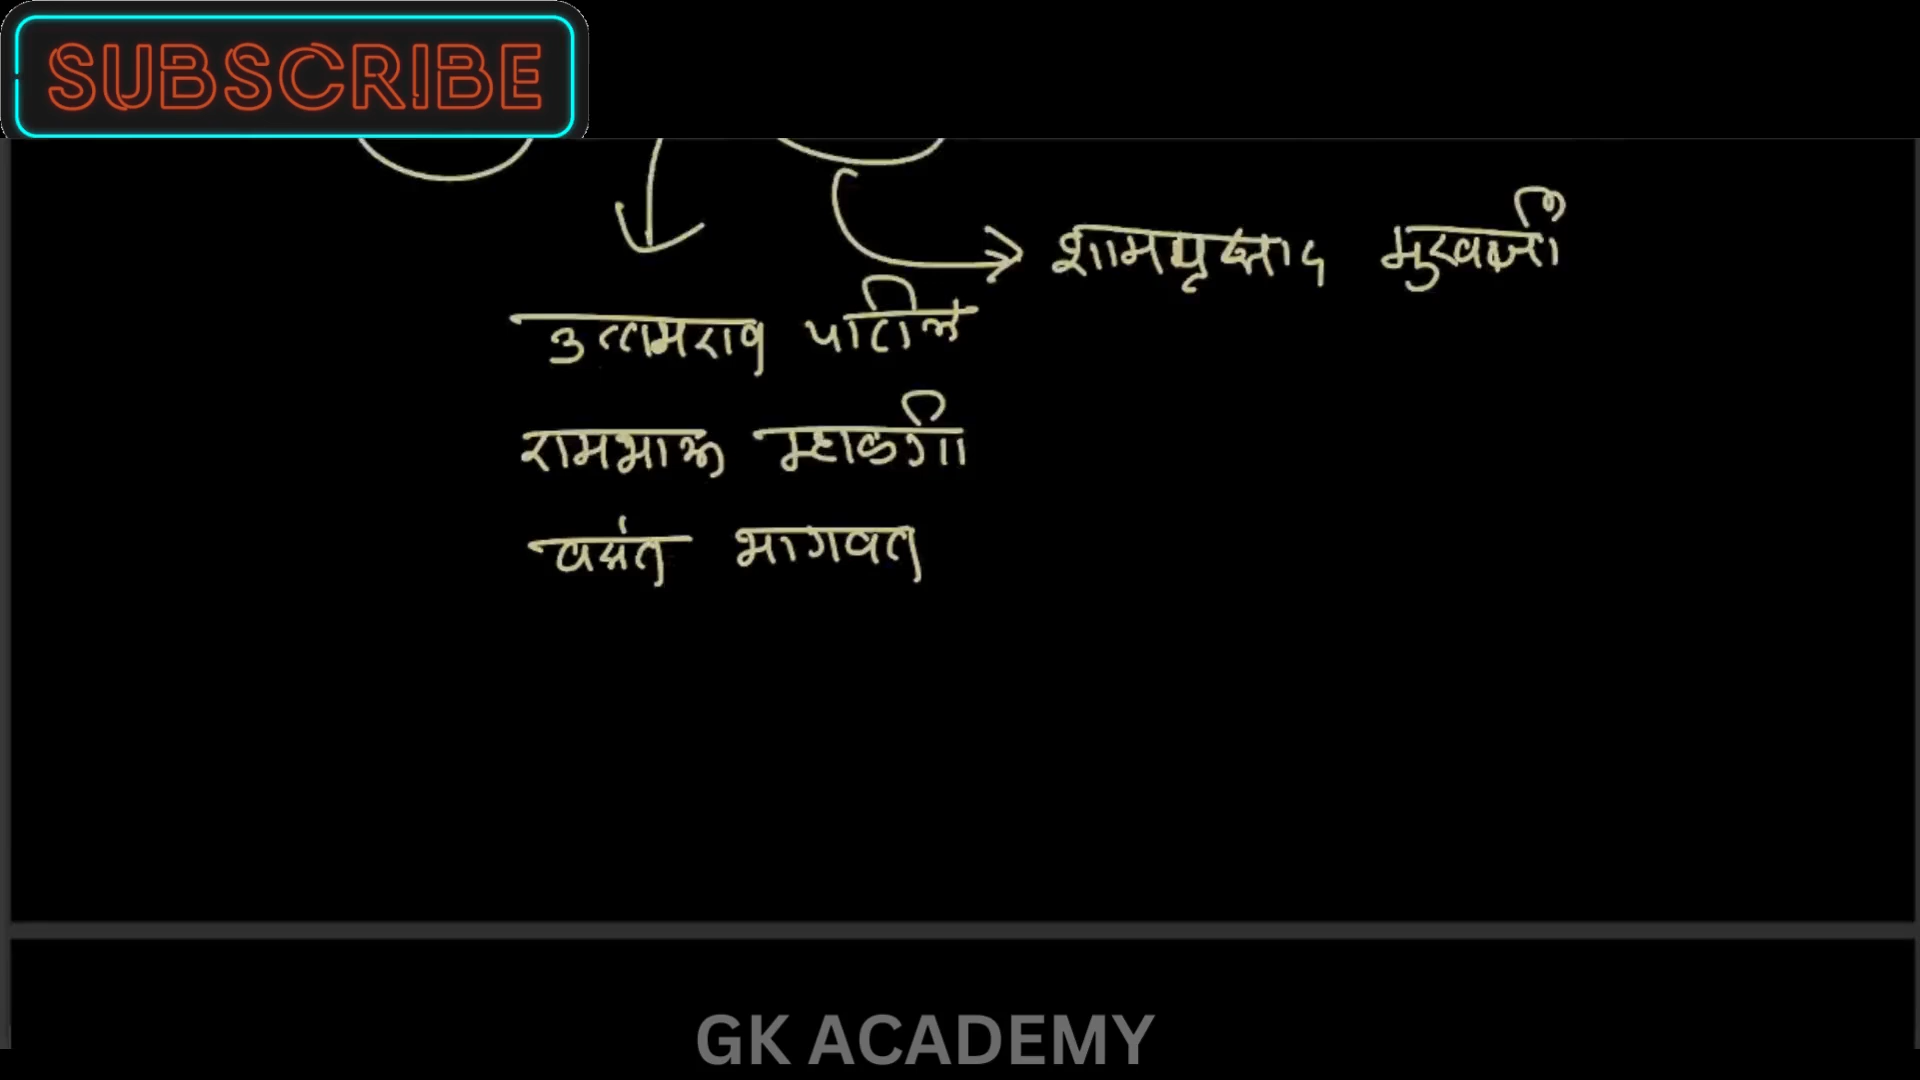 SUBSCRIBE
शामप्रसाद मुखर्जी
उत्तमराव पाटील
रामभाऊ म्हाळगी
वसंत भागवत
GK ACADEMY